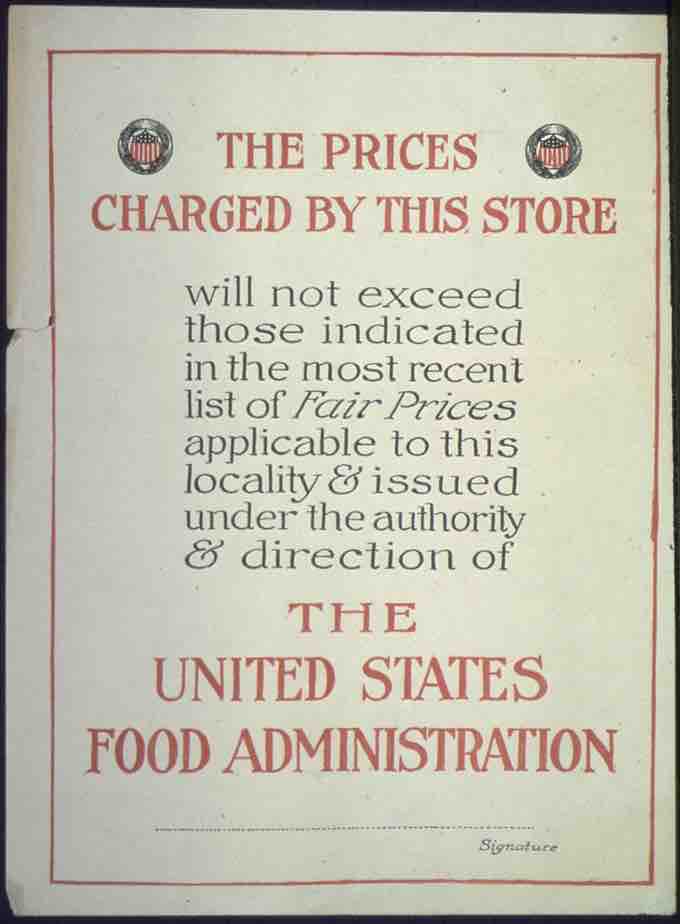 THE PRICES
CHARGED BY THIS STORE
will not exceed
those indicated
in the most recent
list of Fair Prices
applicable to this
locality & issued
under the authority
& direction of
THE
UNITED STATES
FOOD ADMINISTRATION
Signature